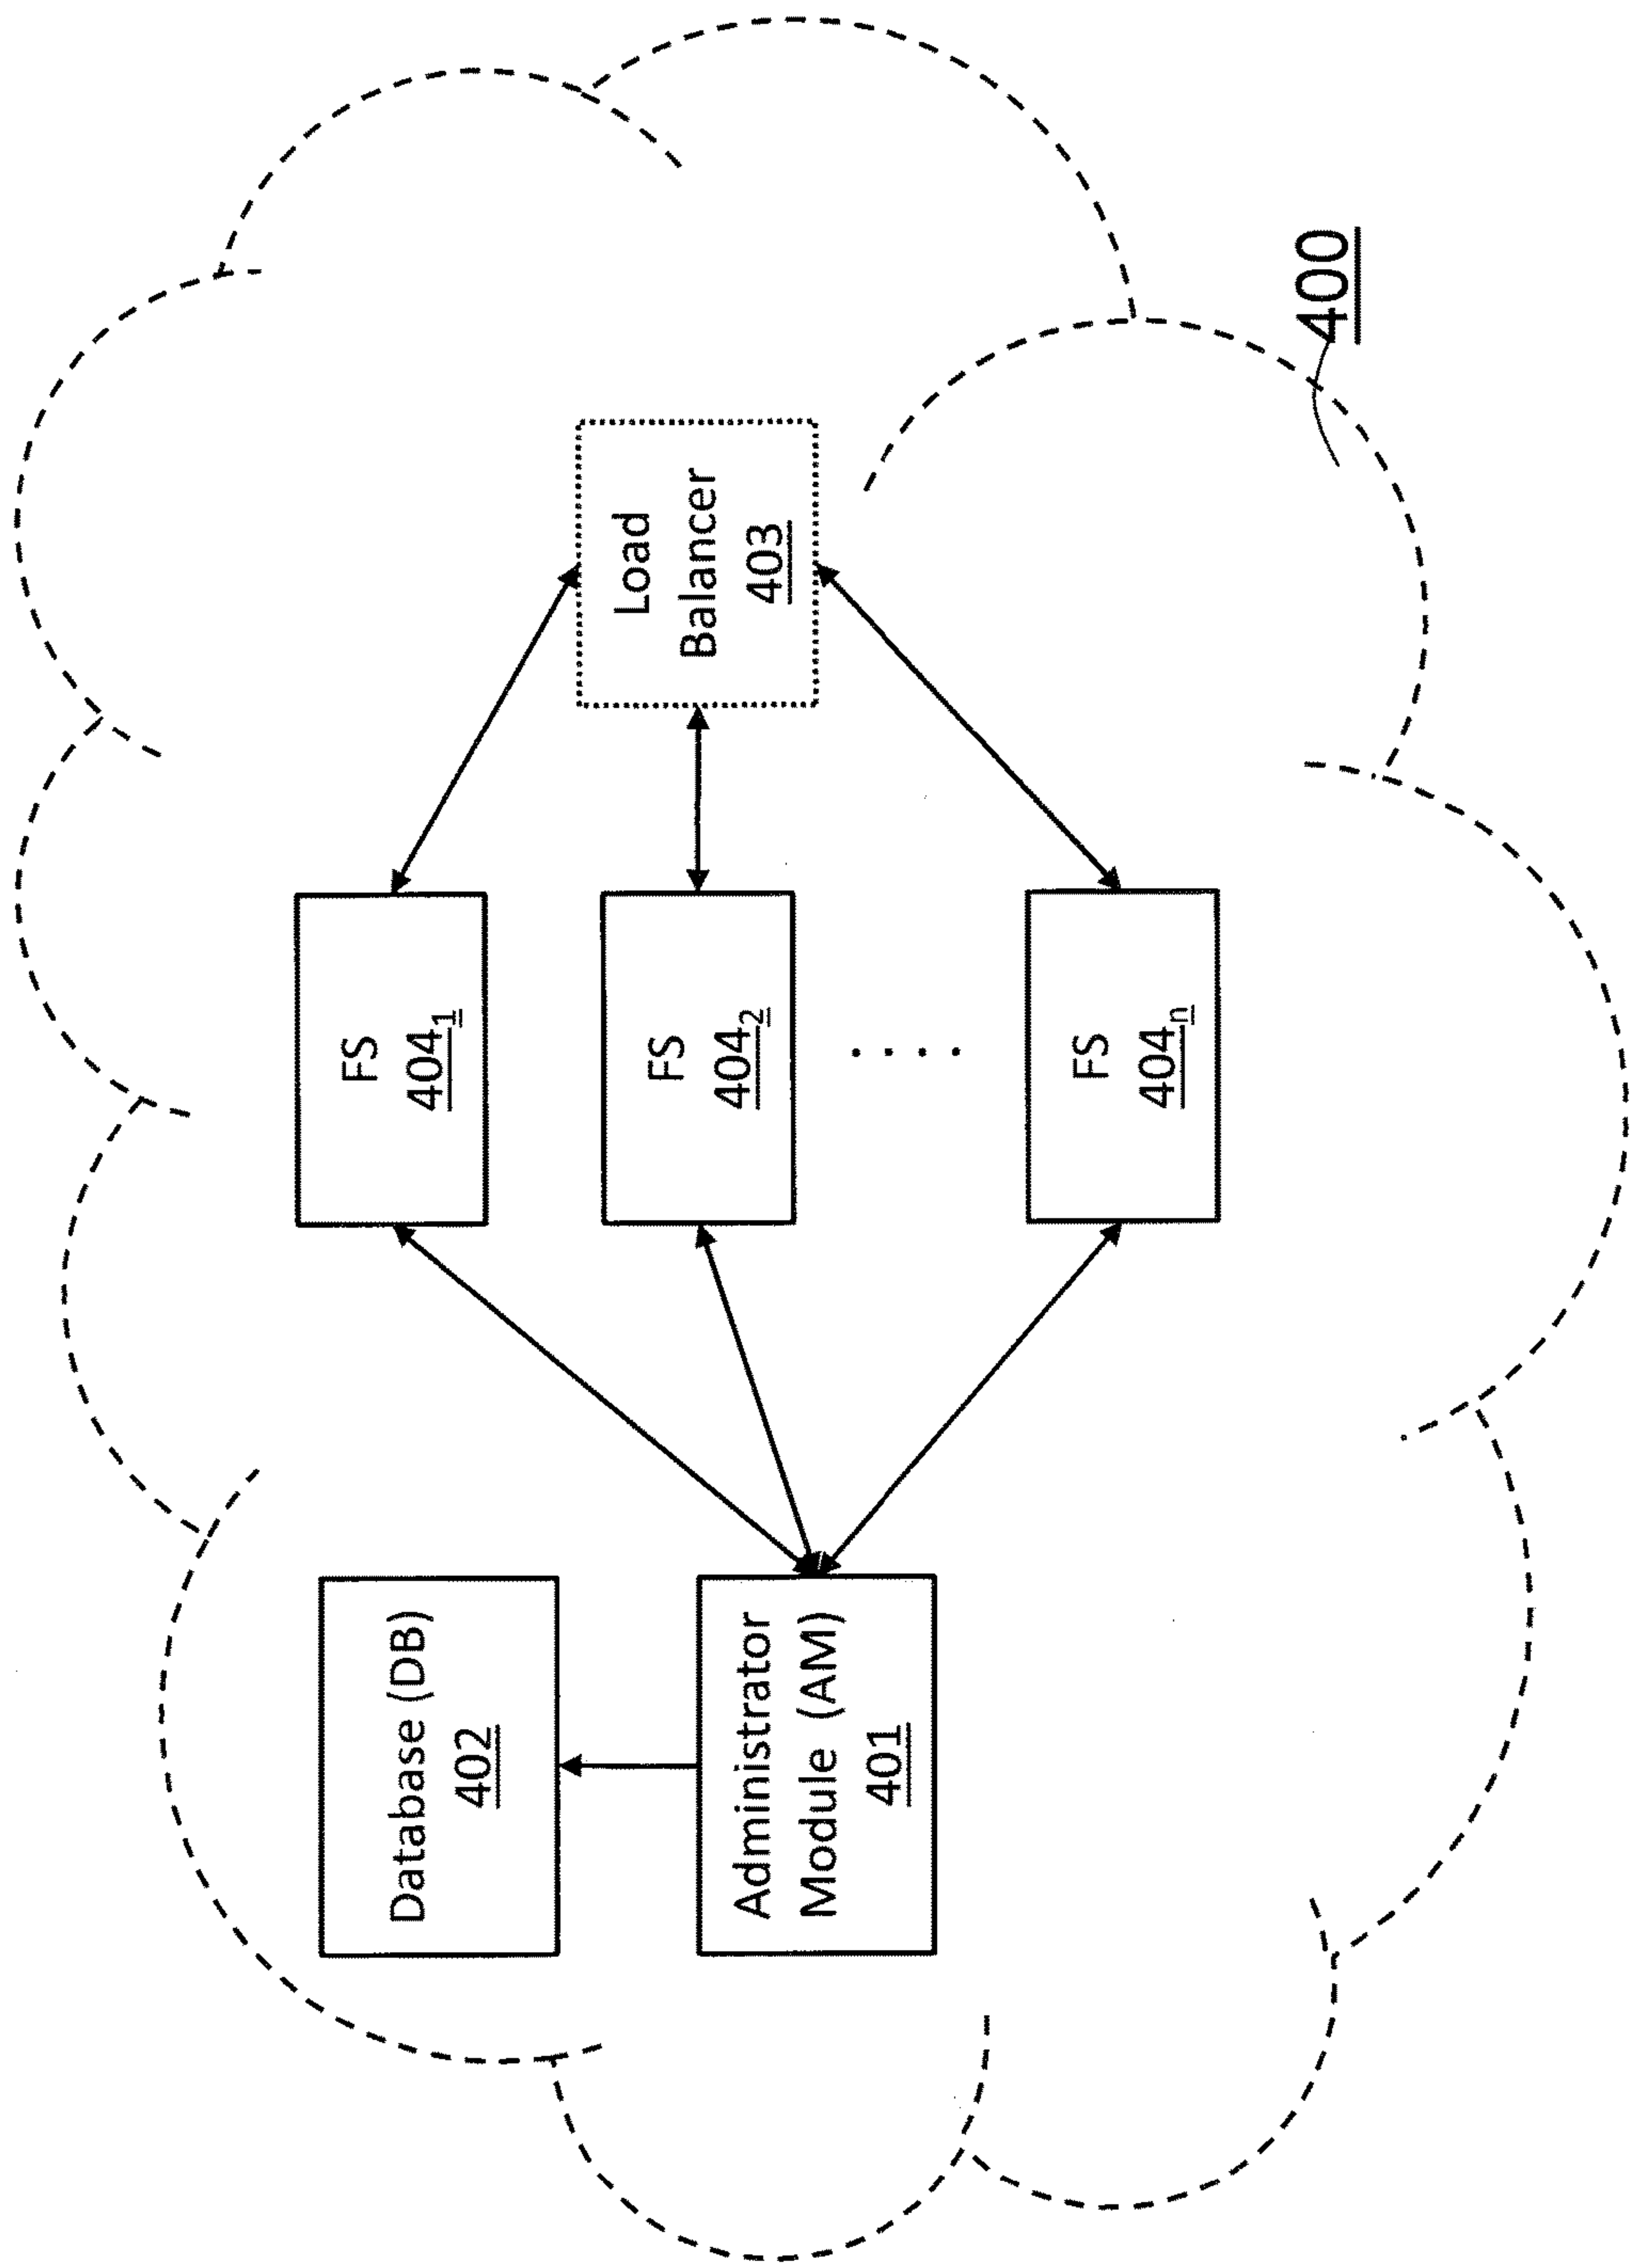 Database (DB)
402
Administrator
Module (AM)
401
FS
404₁
FS
404₂
. . . .
FS
404ₙ
Load
Balancer
403
400